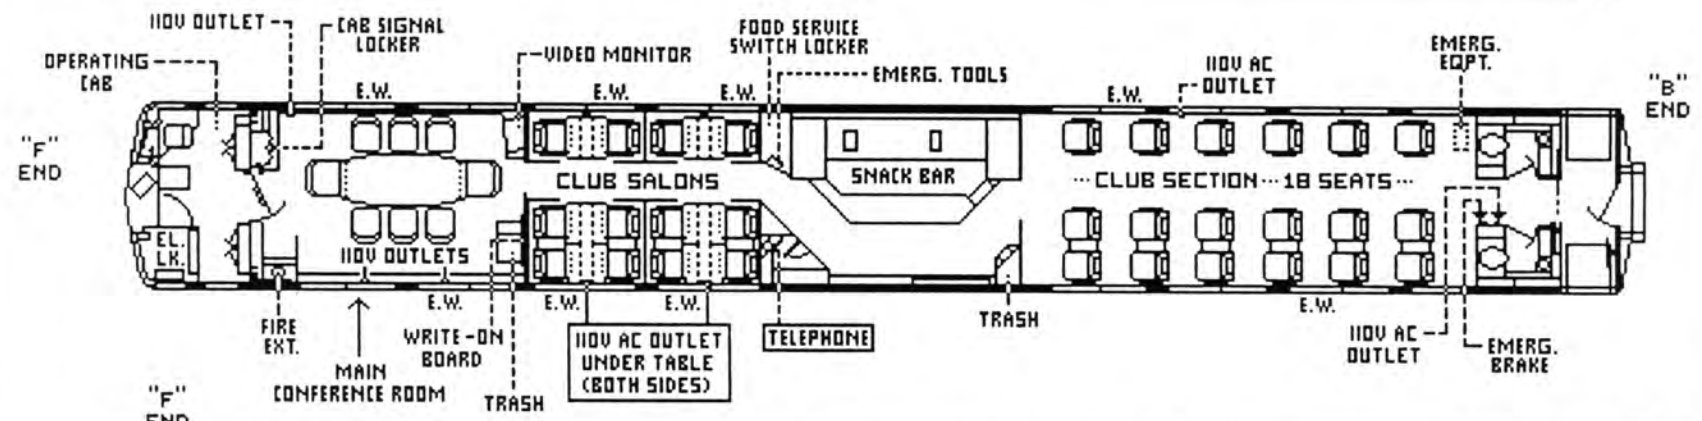 110V OUTLET
CAB SIGNAL
LOCKER
OPERATING
CAB
VIDEO MONITOR
FOOD SERVICE
SWITCH LOCKER
EMERG. TOOLS
110V AC
OUTLET
EMERG.
EQPT.
"B"
END
E.W.
E.W.
E.W.
E.W.
"F"
END
CLUB SALONS
SNACK BAR
CLUB SECTION
18 SEATS
EL.
LK.
110V OUTLETS
E.W.
E.W.
E.W.
E.W.
FIRE
EXT.
MAIN
CONFERENCE ROOM
WRITE-ON
BOARD
TRASH
110V AC OUTLET
UNDER TABLE
(BOTH SIDES)
TELEPHONE
TRASH
110V AC
OUTLET
EMERG.
BRAKE
"F"
END